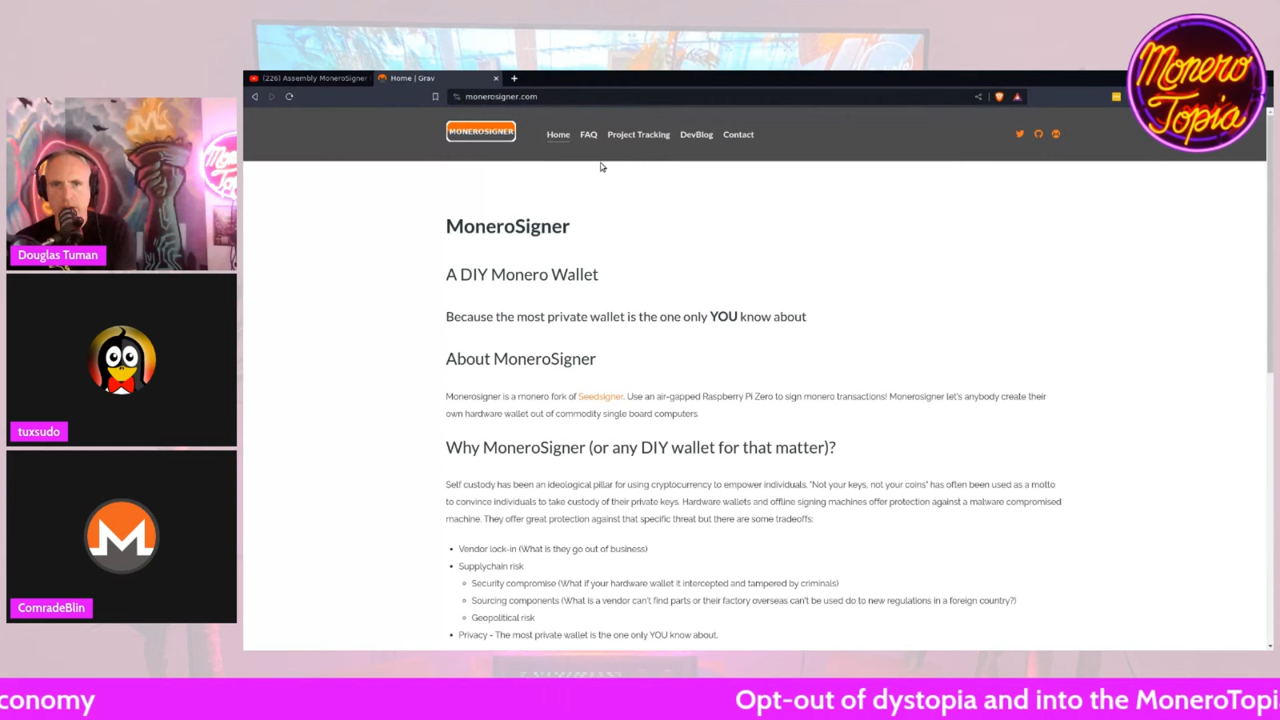 Monero
Topia
(226) Assembly MoneroSigner
Home | Grav
monerosigner.com
MONEROSIGNER
Home
FAQ
Project Tracking
DevBlog
Contact
MoneroSigner
A DIY Monero Wallet
Because the most private wallet is the one only YOU know about
About MoneroSigner
Monerosigner is a monero fork of Seedsigner. Use an air-gapped Raspberry Pi Zero to sign monero transactions! Monerosigner let's anybody create their
own hardware wallet out of commodity single board computers.
Why MoneroSigner (or any DIY wallet for that matter)?
Self custody has been an ideological pillar for using cryptocurrency to empower individuals. "Not your keys, not your coins" has often been used as a motto
to convince individuals to take custody of their private keys. Hardware wallets and offline signing machines offer protection against a malware compromised
machine. They offer great protection against that specific threat but there are some tradeoffs:
• Vendor lock-in (What is they go out of business)
• Supplychain risk
Security compromise (What if your hardware wallet it intercepted and tampered by criminals)
Sourcing components (What is a vendor can't find parts or their factory overseas can't be used do to new regulations in a foreign country?)
Geopolitical risk
• Privacy - The most private wallet is the one only YOU know about.
Douglas Tuman
tuxsudo
ComradeBlin
conomy
Opt-out of dystopia and into the MoneroTopi